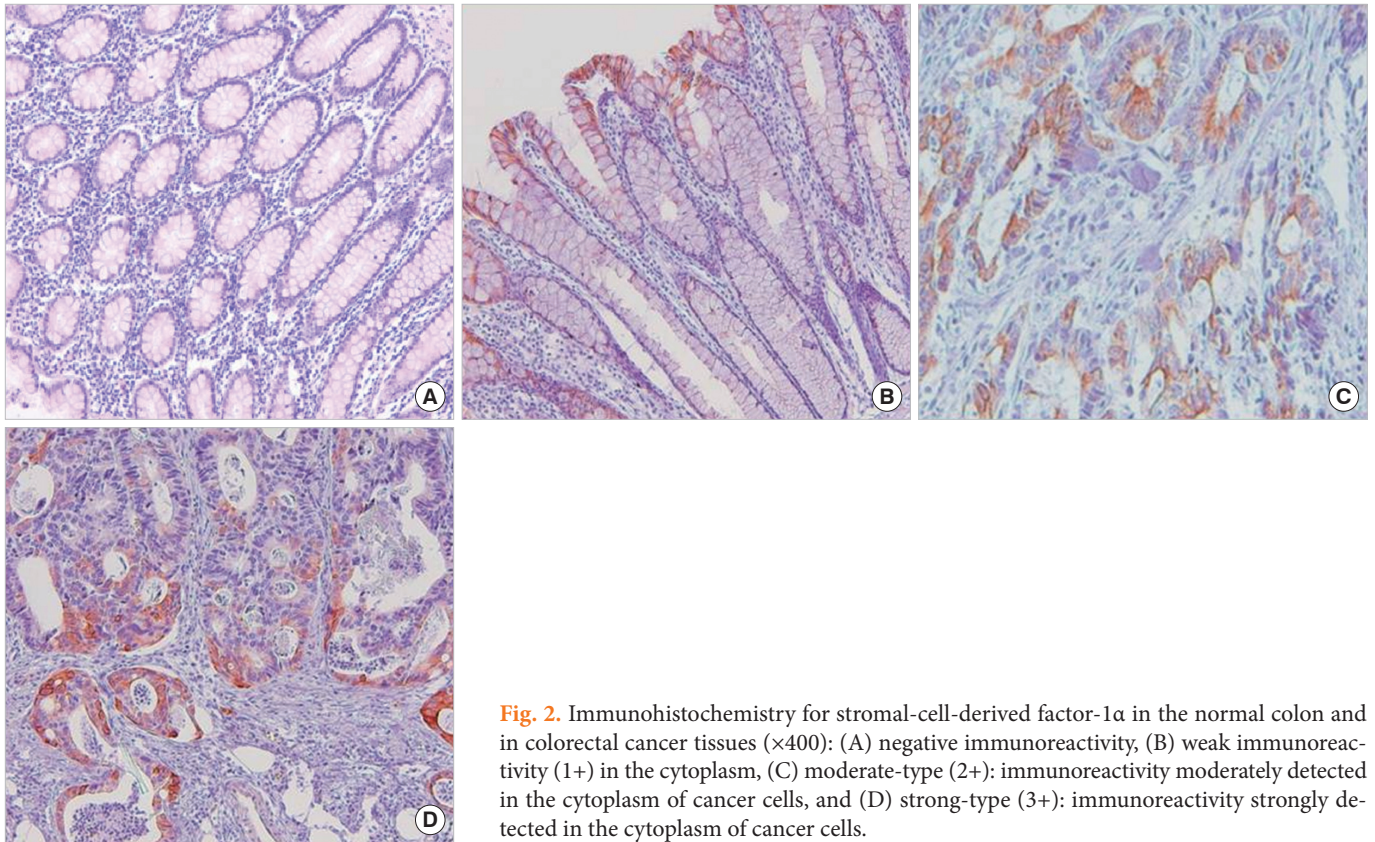 A
B
C
D
Fig. 2. Immunohistochemistry for stromal-cell-derived factor-1α in the normal colon and
in colorectal cancer tissues (×400): (A) negative immunoreactivity, (B) weak immunoreac-
tivity (1+) in the cytoplasm, (C) moderate-type (2+): immunoreactivity moderately detected
in the cytoplasm of cancer cells, and (D) strong-type (3+): immunoreactivity strongly de-
tected in the cytoplasm of cancer cells.